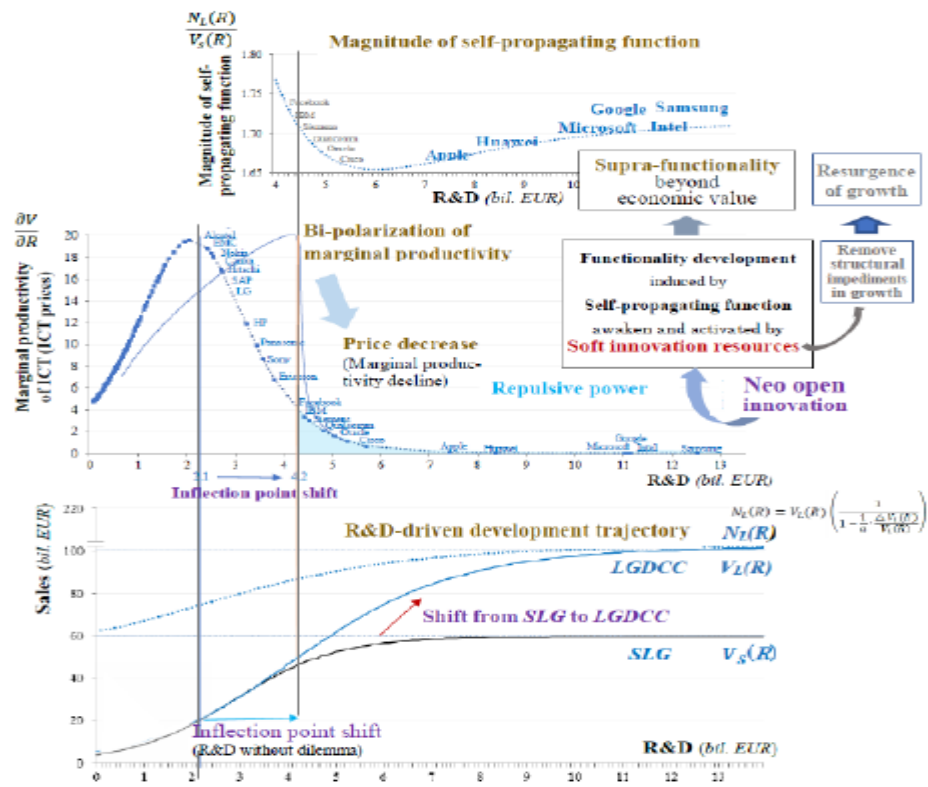 N_L(R)
V_s(R)
Magnitude of self-propagating function
Magnitude of self-
propagating function
1.80
1.75
1.70
1.65
Facebook
IBM
Siemens
Qualcomm
Oracle
Cisco
Apple
Huawei
Microsoft
Google
Intel
Samsung
4 5 6 7 8 9 10
R&D (bil. EUR)
Supra-functionality
beyond
economic value
Resurgence
of growth
∂V
∂R
Marginal productivity
of ICT (ICT prices)
20
18
16
14
12
10
8
6
4
2
0
Alcatel
Nokia
Hitachi
SAP
LG
HP
Panasonic
Sony
Ericsson
Facebook
IBM
Siemens
Qualcomm
Oracle
Cisco
Apple
Huawei
Microsoft
Google
Intel
Samsung
Bi-polarization of
marginal productivity
Price decrease
(Marginal produc-
tivity decline)
Functionality development
induced by
Self-propagating function
awaken and activated by
Soft innovation resources
Remove
structural
impediments
in growth
Repulsive power
Neo open
innovation
0 1 2 3 4 5 6 7 8 9 10 11 12 13
2.1 4.2
R&D (bil. EUR)
Inflection point shift
Sales (bil. EUR)
220
100
80
60
40
20
0
R&D-driven development trajectory
N_L(R)
LGDCC V_L(R)
Shift from SLG to LGDCC
SLG V_S(R)
Inflection point shift
(R&D without dilemma)
R&D (bil. EUR)
0 1 2 3 4 5 6 7 8 9 10 11 12 13